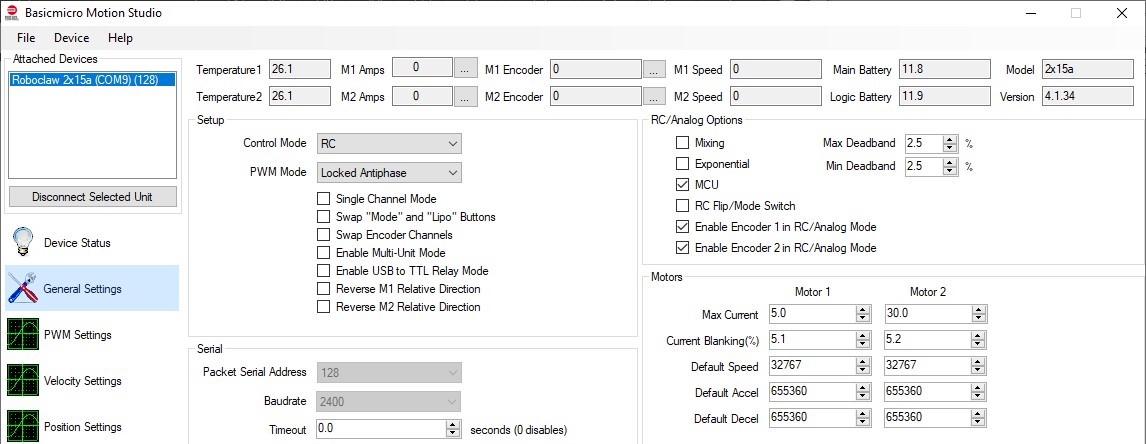 Basicmicro Motion Studio
File Device Help
Attached Devices
Roboclaw 2x15a (COM9) (128)
Disconnect Selected Unit
Device Status
General Settings
PWM Settings
Velocity Settings
Position Settings
Temperature1 26.1 M1 Amps 0 ... M1 Encoder 0 ... M1 Speed 0 Main Battery 11.8 Model 2x15a
Temperature2 26.1 M2 Amps 0 ... M2 Encoder 0 ... M2 Speed 0 Logic Battery 11.9 Version 4.1.34
Setup
Control Mode RC
PWM Mode Locked Antiphase
Single Channel Mode
Swap "Mode" and "Lipo" Buttons
Swap Encoder Channels
Enable Multi-Unit Mode
Enable USB to TTL Relay Mode
Reverse M1 Relative Direction
Reverse M2 Relative Direction
Serial
Packet Serial Address 128
Baudrate 2400
Timeout 0.0 seconds (0 disables)
RC/Analog Options
Mixing Max Deadband 2.5 %
Exponential Min Deadband 2.5 %
MCU
RC Flip/Mode Switch
Enable Encoder 1 in RC/Analog Mode
Enable Encoder 2 in RC/Analog Mode
Motors
Motor 1 Motor 2
Max Current 5.0 30.0
Current Blanking(%) 5.1 5.2
Default Speed 32767 32767
Default Accel 655360 655360
Default Decel 655360 655360